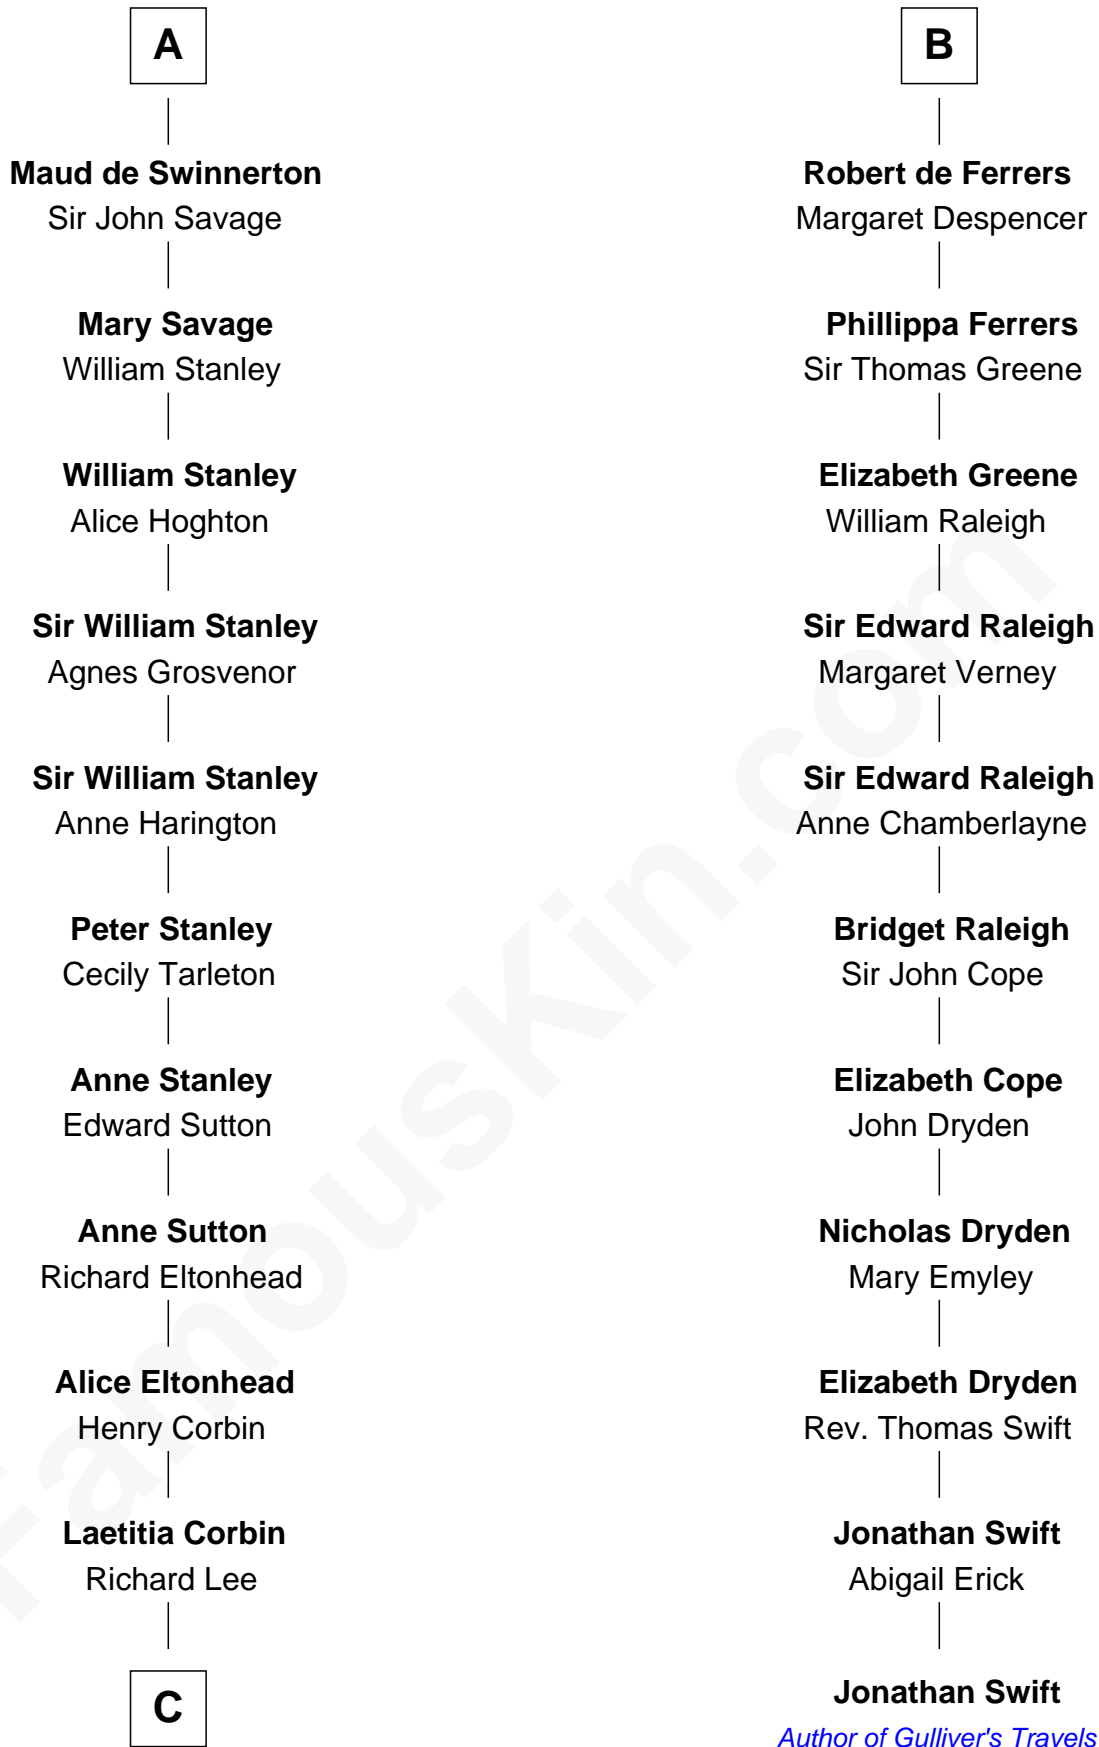 A
Maud de Swinnerton
Sir John Savage
Mary Savage
William Stanley
William Stanley
Alice Hoghton
Sir William Stanley
Agnes Grosvenor
Sir William Stanley
Anne Harington
Peter Stanley
Cecily Tarleton
Anne Stanley
Edward Sutton
Anne Sutton
Richard Eltonhead
Alice Eltonhead
Henry Corbin
Laetitia Corbin
Richard Lee
C
B
Robert de Ferrers
Margaret Despencer
Phillippa Ferrers
Sir Thomas Greene
Elizabeth Greene
William Raleigh
Sir Edward Raleigh
Margaret Verney
Sir Edward Raleigh
Anne Chamberlayne
Bridget Raleigh
Sir John Cope
Elizabeth Cope
John Dryden
Nicholas Dryden
Mary Emyley
Elizabeth Dryden
Rev. Thomas Swift
Jonathan Swift
Abigail Erick
Jonathan Swift
Author of Gulliver's Travels
FamousKin.com